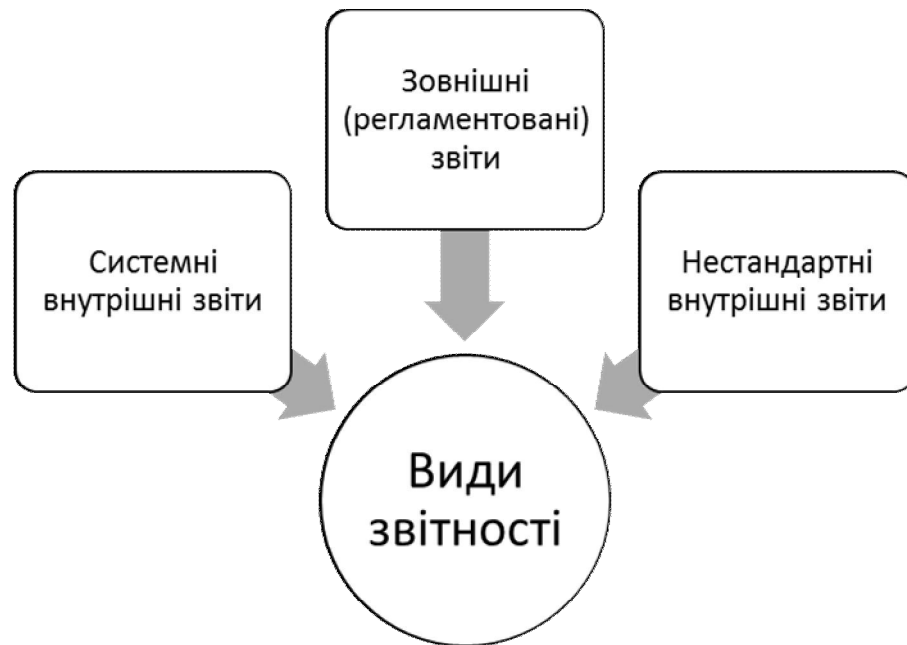 Зовнішні
(регламентовані)
звіти
Системні
внутрішні звіти
Нестандартні
внутрішні звіти
Види
звітності